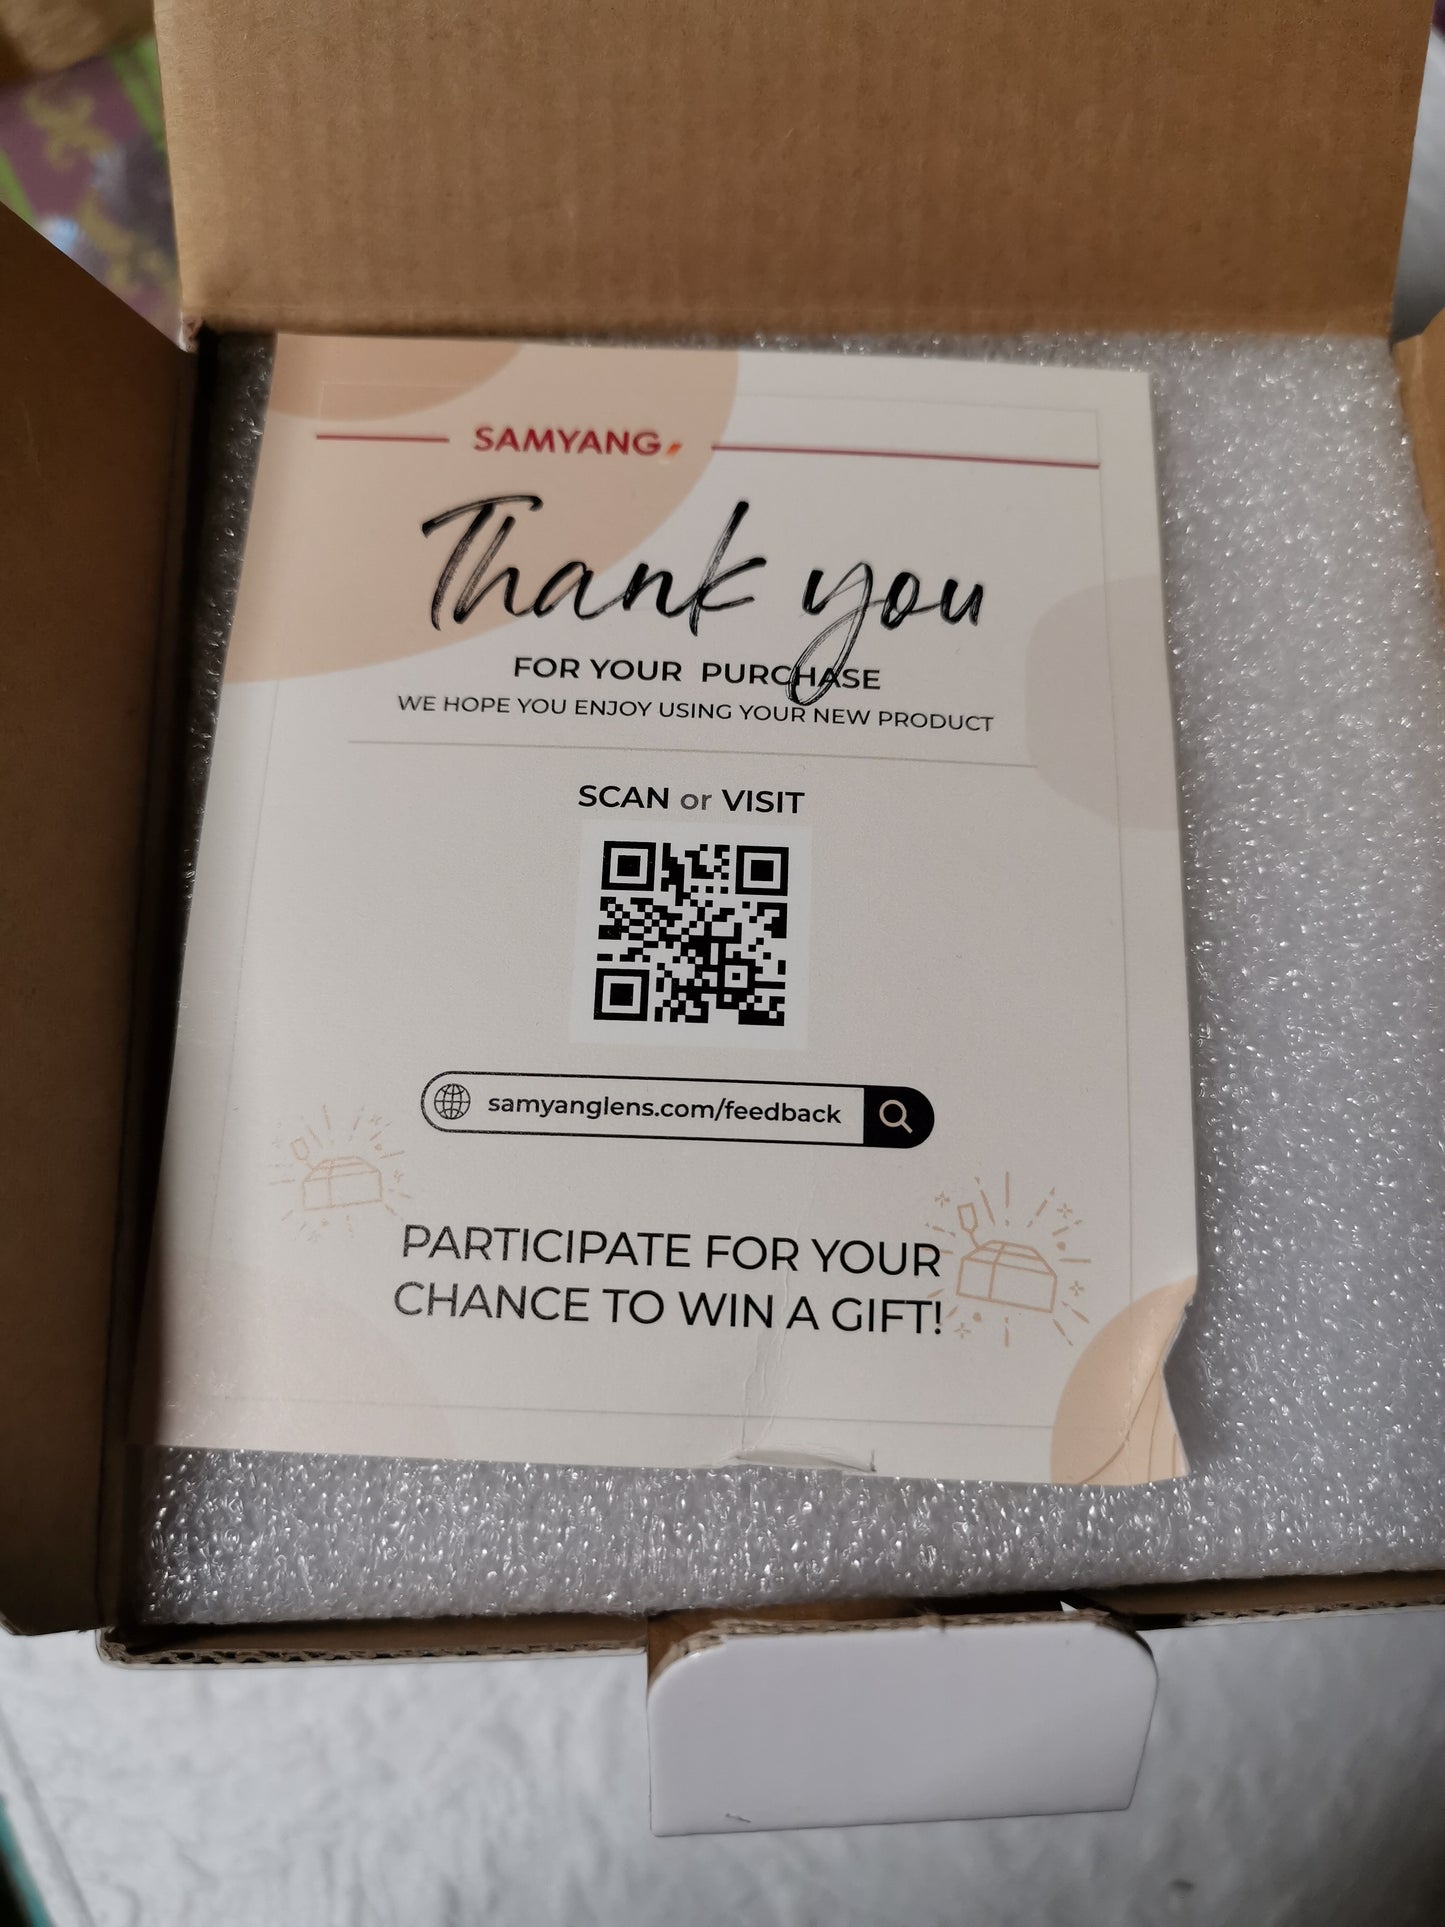 SAMYANG
Thank you
FOR YOUR PURCHASE
WE HOPE YOU ENJOY USING YOUR NEW PRODUCT
SCAN or VISIT
samyanglens.com/feedback
PARTICIPATE FOR YOUR
CHANCE TO WIN A GIFT!